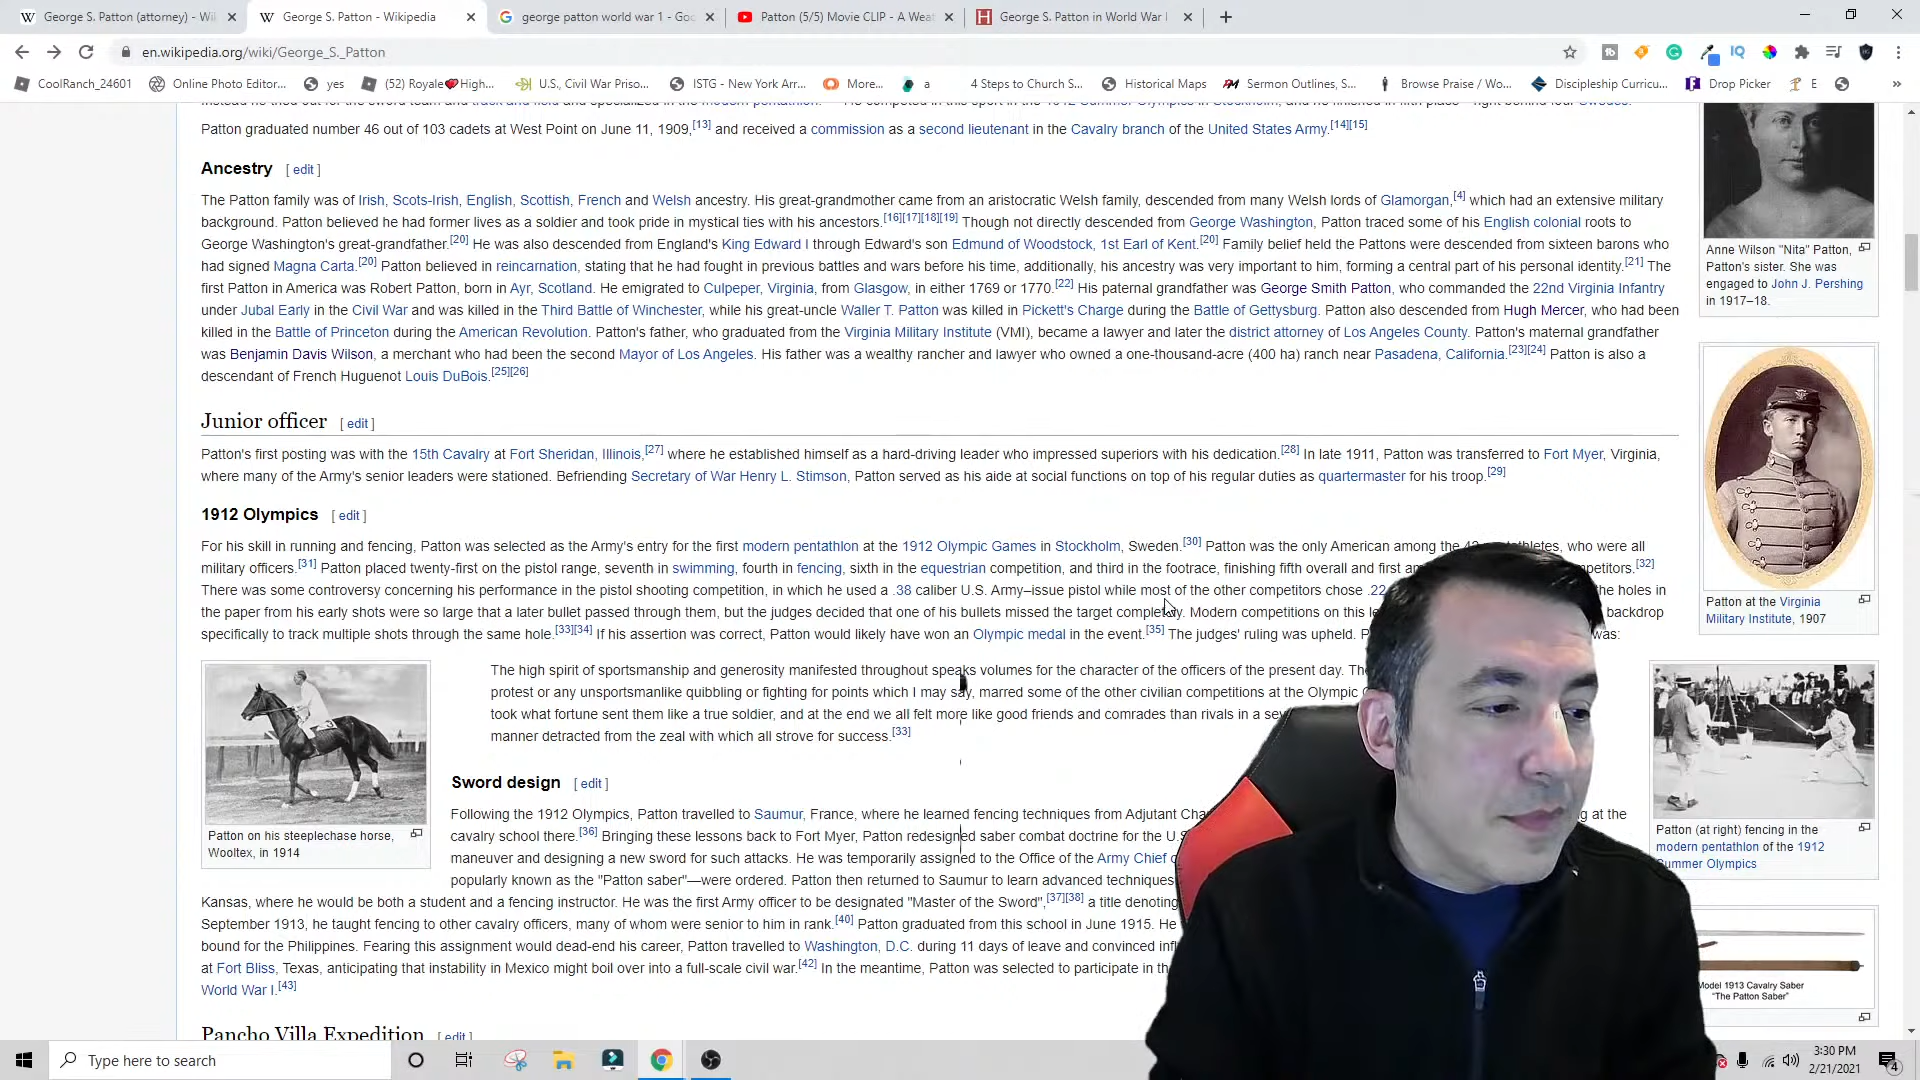 George S. Patton (attorney) - Wi
George S. Patton - Wikipedia
george patton world war 1 - Goo
Patton (5/5) Movie CLIP - A Weat
George S. Patton in World War I
en.wikipedia.org/wiki/George_S._Patton
CoolRanch_24601
Online Photo Editor...
yes
(52) Royale❤High...
U.S., Civil War Priso...
ISTG - New York Arr...
More...
a
4 Steps to Church S...
Historical Maps
Sermon Outlines, S...
Browse Praise / Wo...
Discipleship Curricu...
Drop Picker
E
Patton graduated number 46 out of 103 cadets at West Point on June 11, 1909,[13] and received a commission as a second lieutenant in the Cavalry branch of the United States Army.[14][15]
Ancestry [ edit ]
The Patton family was of Irish, Scots-Irish, English, Scottish, French and Welsh ancestry. His great-grandmother came from an aristocratic Welsh family, descended from many Welsh lords of Glamorgan,[4] which had an extensive military
background. Patton believed he had former lives as a soldier and took pride in mystical ties with his ancestors.[16][17][18][19] Though not directly descended from George Washington, Patton traced some of his English colonial roots to
George Washington's great-grandfather.[20] He was also descended from England's King Edward I through Edward's son Edmund of Woodstock, 1st Earl of Kent.[20] Family belief held the Pattons were descended from sixteen barons who
had signed Magna Carta.[20] Patton believed in reincarnation, stating that he had fought in previous battles and wars before his time, additionally, his ancestry was very important to him, forming a central part of his personal identity.[21] The
first Patton in America was Robert Patton, born in Ayr, Scotland. He emigrated to Culpeper, Virginia, from Glasgow, in either 1769 or 1770.[22] His paternal grandfather was George Smith Patton, who commanded the 22nd Virginia Infantry
under Jubal Early in the Civil War and was killed in the Third Battle of Winchester, while his great-uncle Waller T. Patton was killed in Pickett's Charge during the Battle of Gettysburg. Patton also descended from Hugh Mercer, who had been
killed in the Battle of Princeton during the American Revolution. Patton's father, who graduated from the Virginia Military Institute (VMI), became a lawyer and later the district attorney of Los Angeles County. Patton's maternal grandfather
was Benjamin Davis Wilson, a merchant who had been the second Mayor of Los Angeles. His father was a wealthy rancher and lawyer who owned a one-thousand-acre (400 ha) ranch near Pasadena, California.[23][24] Patton is also a
descendant of French Huguenot Louis DuBois.[25][26]
Anne Wilson "Nita" Patton,
Patton's sister. She was
engaged to John J. Pershing
in 1917–18.
Junior officer [ edit ]
Patton's first posting was with the 15th Cavalry at Fort Sheridan, Illinois,[27] where he established himself as a hard-driving leader who impressed superiors with his dedication.[28] In late 1911, Patton was transferred to Fort Myer, Virginia,
where many of the Army's senior leaders were stationed. Befriending Secretary of War Henry L. Stimson, Patton served as his aide at social functions on top of his regular duties as quartermaster for his troop.[29]
Patton at the Virginia
Military Institute, 1907
1912 Olympics [ edit ]
For his skill in running and fencing, Patton was selected as the Army's entry for the first modern pentathlon at the 1912 Olympic Games in Stockholm, Sweden.[30] Patton was the only American among the 42 who were all
military officers.[31] Patton placed twenty-first on the pistol range, seventh in swimming, fourth in fencing, sixth in the equestrian competition, and third in the footrace, finishing fifth overall and first [32]
There was some controversy concerning his performance in the pistol shooting competition, in which he used a .38 caliber U.S. Army–issue pistol while most of the other competitors chose .22 the holes in
the paper from his early shots were so large that a later bullet passed through them, but the judges decided that one of his bullets missed the target completely. Modern competitions on this backdrop
specifically to track multiple shots through the same hole.[33][34] If his assertion was correct, Patton would likely have won an Olympic medal in the event.[35] The judges' ruling was upheld. was:
The high spirit of sportsmanship and generosity manifested throughout speaks volumes for the character of the officers of the present day.
protest or any unsportsmanlike quibbling or fighting for points which I may say, marred some of the other civilian competitions at the Olympic
took what fortune sent them like a true soldier, and at the end we all felt more like good friends and comrades than rivals in a
manner detracted from the zeal with which all strove for success.[33]
Patton on his steeplechase horse,
Wooltex, in 1914
Patton (at right) fencing in the
modern pentathlon of the 1912
Summer Olympics
Sword design [ edit ]
Following the 1912 Olympics, Patton travelled to Saumur, France, where he learned fencing techniques from Adjutant at the
cavalry school there.[36] Bringing these lessons back to Fort Myer, Patton redesigned saber combat doctrine for the
maneuver and designing a new sword for such attacks. He was temporarily assigned to the Office of the Army Chief
popularly known as the "Patton saber"—were ordered. Patton then returned to Saumur to learn advanced techniques
Kansas, where he would be both a student and a fencing instructor. He was the first Army officer to be designated "Master of the Sword",[37][38] a title denoting
September 1913, he taught fencing to other cavalry officers, many of whom were senior to him in rank.[40] Patton graduated from this school in June 1915. He
bound for the Philippines. Fearing this assignment would dead-end his career, Patton travelled to Washington, D.C. during 11 days of leave and convinced
at Fort Bliss, Texas, anticipating that instability in Mexico might boil over into a full-scale civil war.[42] In the meantime, Patton was selected to participate in
World War I.[43]
Model 1913 Cavalry Saber
"The Patton Saber"
Pancho Villa Expedition [ edit ]
Type here to search
3:30 PM
2/21/2021
4